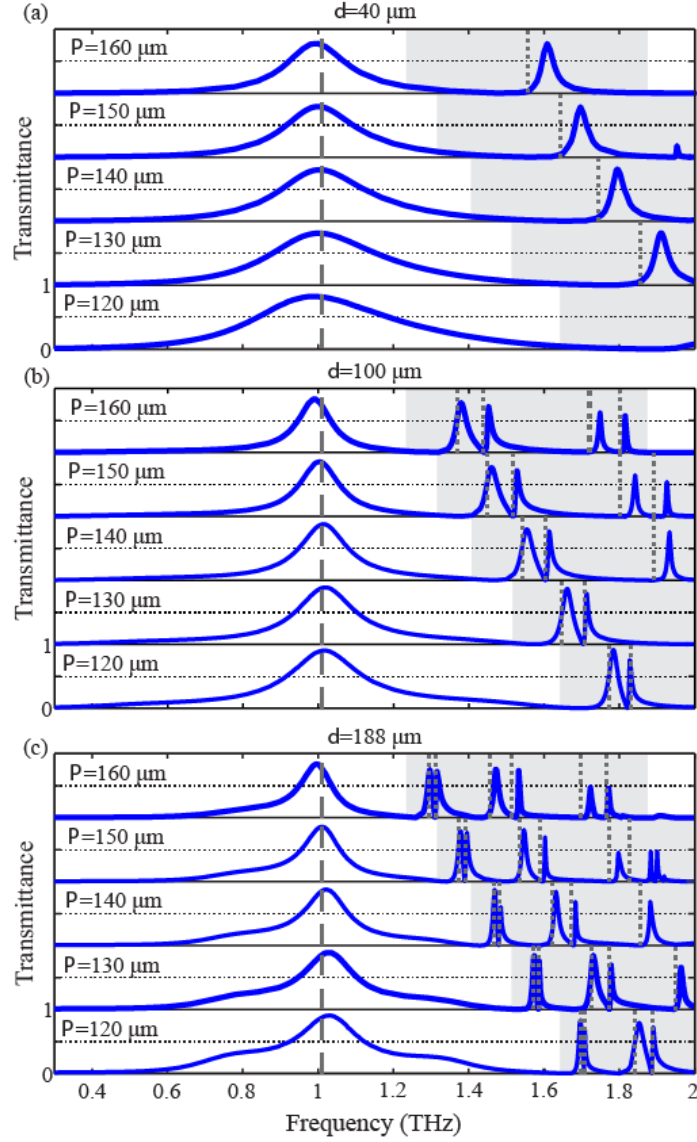 (a) d=40 μm
P=160 μm
P=150 μm
P=140 μm
P=130 μm
1
P=120 μm
0
Transmittance
(b) d=100 μm
P=160 μm
P=150 μm
P=140 μm
P=130 μm
1
P=120 μm
0
Transmittance
(c) d=188 μm
P=160 μm
P=150 μm
P=140 μm
P=130 μm
1
P=120 μm
0
Transmittance
0.4 0.6 0.8 1 1.2 1.4 1.6 1.8 2
Frequency (THz)